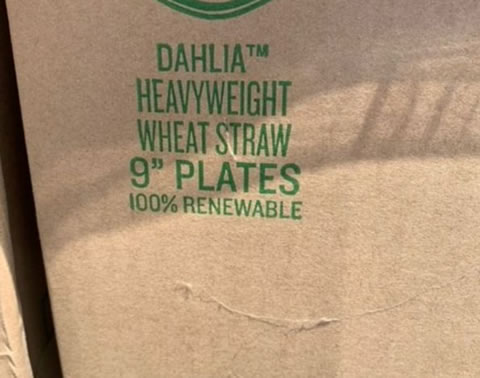 DAHLIA™
HEAVYWEIGHT
WHEAT STRAW
9” PLATES
100% RENEWABLE